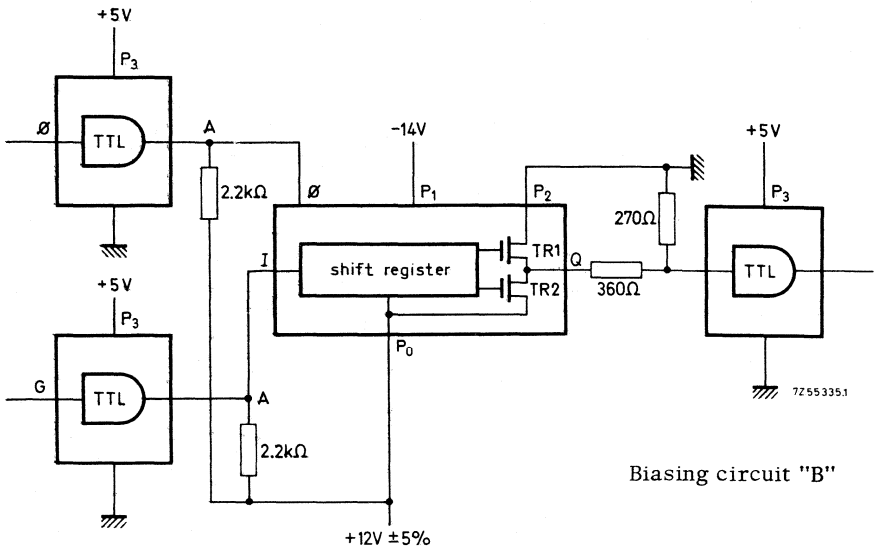 +5V
P3
Ø
TTL
A
2.2kΩ
-14V
Ø
P1
P2
+5V
P3
270Ω
I
shift register
TR1
TR2
Q
360Ω
TTL
+5V
P3
P0
G
TTL
A
2.2kΩ
7Z55335.1
Biasing circuit "B"
+12V ±5%